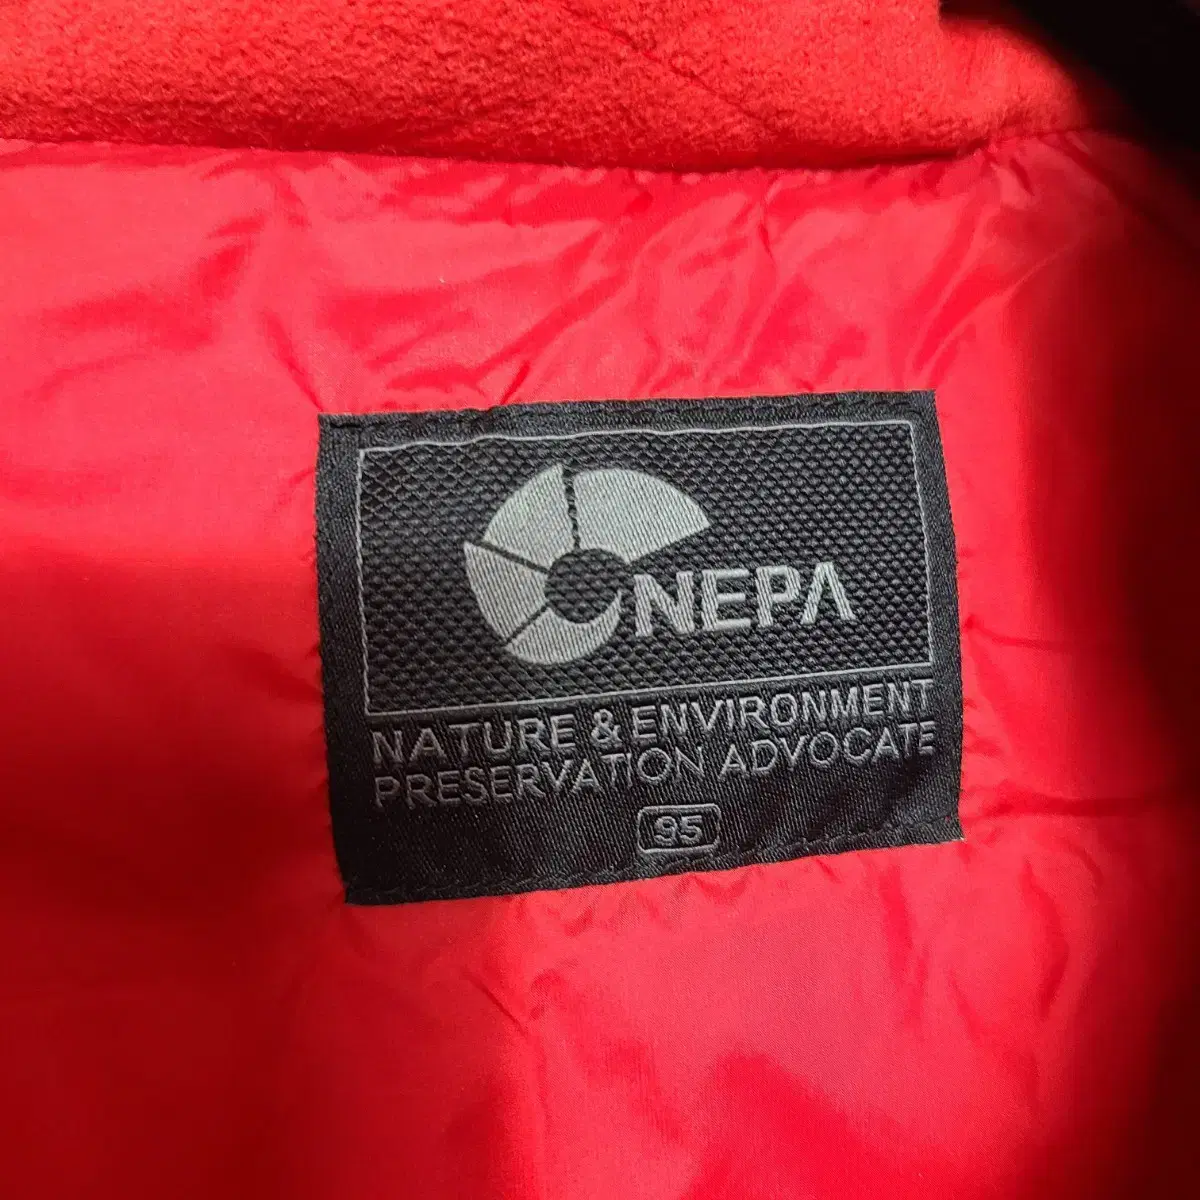 NEPA
NATURE & ENVIRONMENT
PRESERVATION ADVOCATE
95